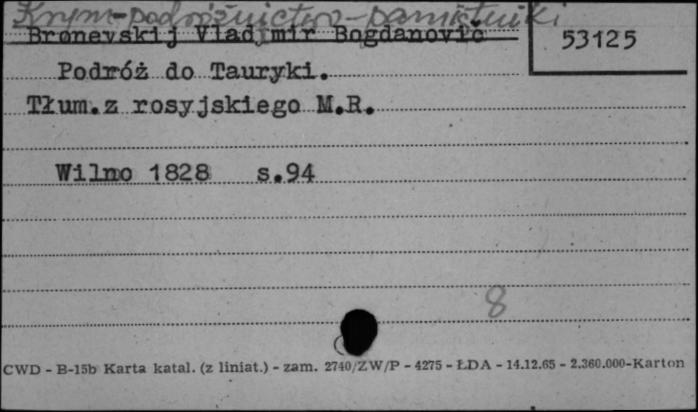 Krym-podróżnictwo-pamiętniki
Bronevskij Vladimir Bogdanovič
53125
Podróż do Tauryki.
Tłum.z rosyjskiego M.R.
Wilno 1828 s.94
8
CWD - B-15b Karta katal. (z liniat.) - zam. 2740/ZW/P - 4275 - ŁDA - 14.12.65 - 2.360.000-Karton